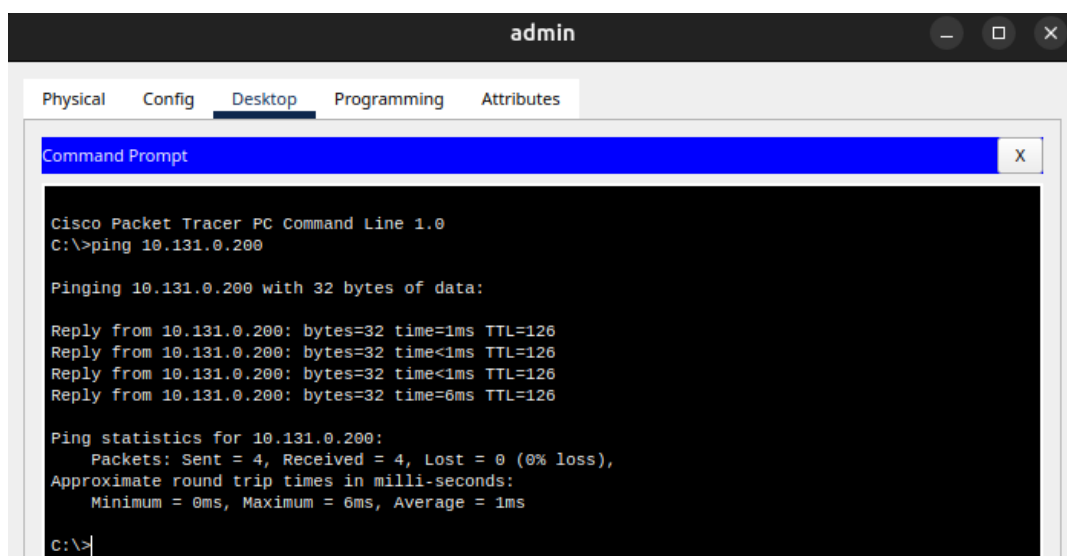 admin
Physical Config Desktop Programming Attributes
Command Prompt X
Cisco Packet Tracer PC Command Line 1.0
C:\>ping 10.131.0.200
Pinging 10.131.0.200 with 32 bytes of data:
Reply from 10.131.0.200: bytes=32 time=1ms TTL=126
Reply from 10.131.0.200: bytes=32 time<1ms TTL=126
Reply from 10.131.0.200: bytes=32 time<1ms TTL=126
Reply from 10.131.0.200: bytes=32 time=6ms TTL=126
Ping statistics for 10.131.0.200:
Packets: Sent = 4, Received = 4, Lost = 0 (0% loss),
Approximate round trip times in milli-seconds:
Minimum = 0ms, Maximum = 6ms, Average = 1ms
C:\>